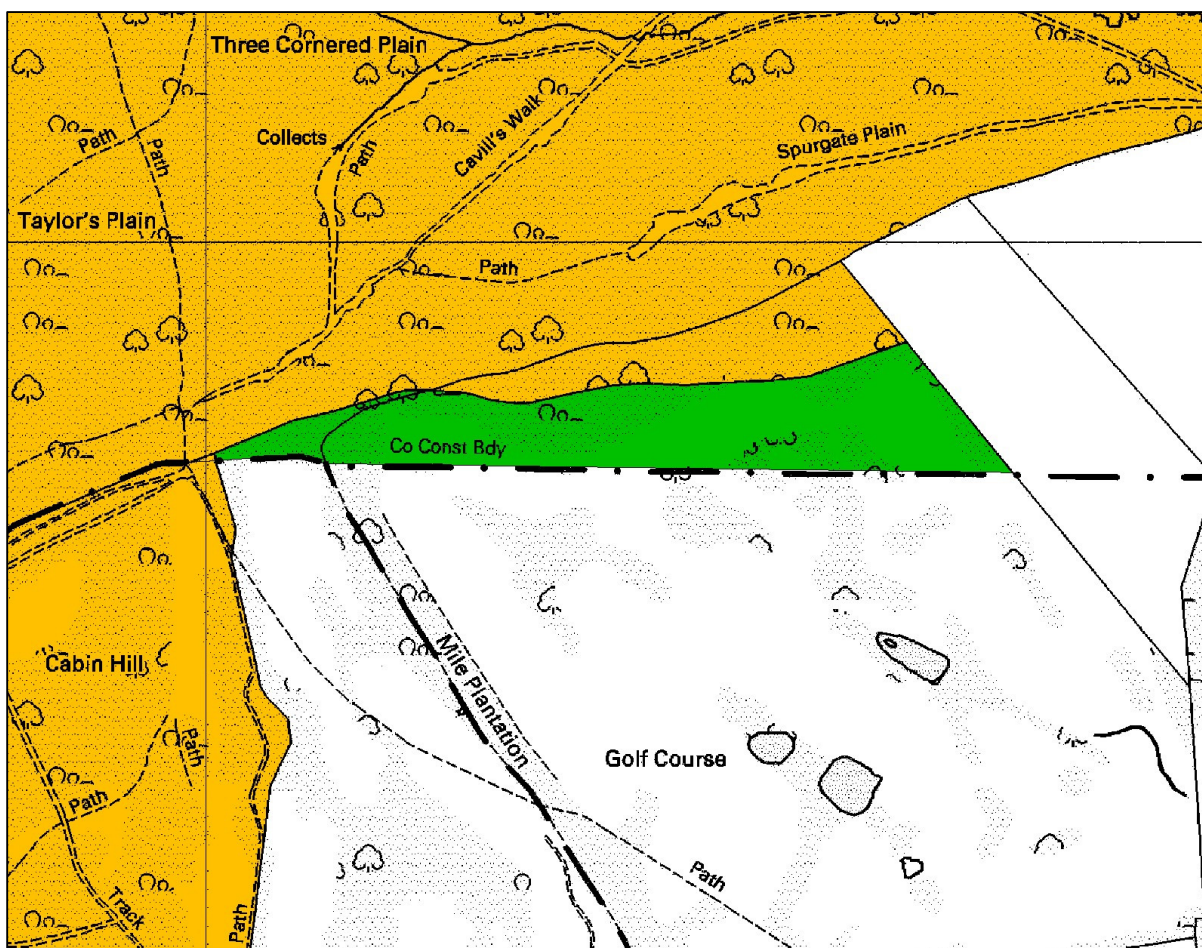 Three Cornered Plain
Collects
Path
Cavill's Walk
Spurgate Plain
Path
Path
Taylor's Plain
Path
Co Const Bdy
Cabin Hill
Mile Plantation
Golf Course
Path
Path
Path
Track
Path